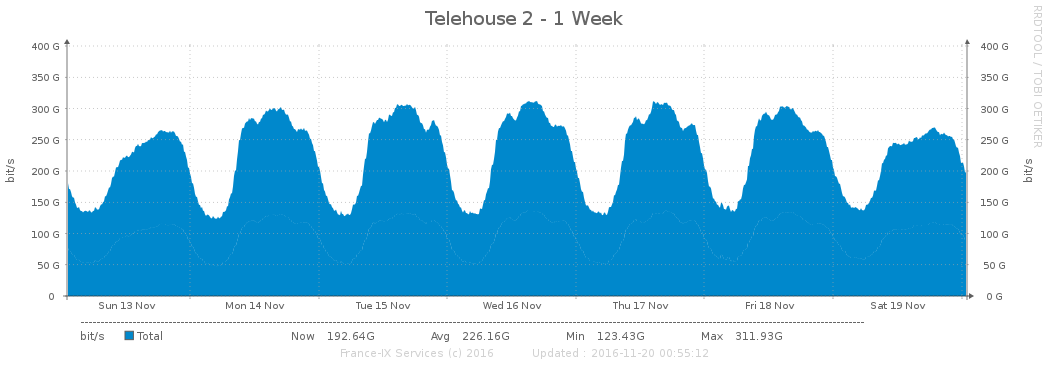 Telehouse 2 - 1 Week
RRDTOOL / TOBI OETIKER
bit/s
400 G 400 G
350 G 350 G
300 G 300 G
250 G 250 G
200 G 200 G
150 G 150 G
100 G 100 G
50 G 50 G
0 0 G
bit/s
Sun 13 Nov Mon 14 Nov Tue 15 Nov Wed 16 Nov Thu 17 Nov Fri 18 Nov Sat 19 Nov
bit/s Total Now 192.64G Avg 226.16G Min 123.43G Max 311.93G
France-IX Services (c) 2016 Updated : 2016-11-20 00:55:12